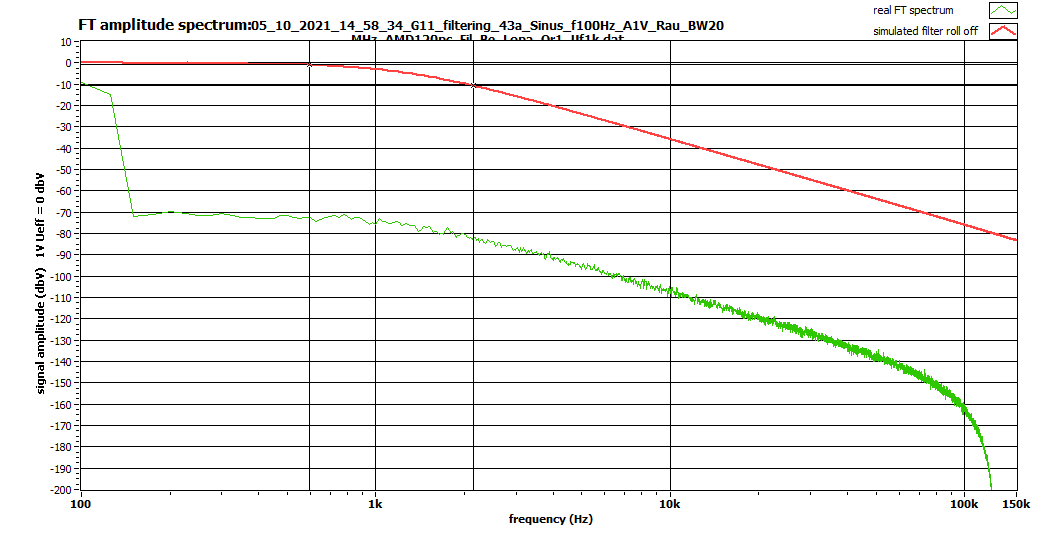 FT amplitude spectrum:05_10_2021_14_58_34_G11_filtering_43a_Sinus_f100Hz_A1V_Rau_BW20
real FT spectrum
simulated filter roll off
10
0
-10
-20
-30
-40
-50
-60
-70
-80
-90
-100
-110
-120
-130
-140
-150
-160
-170
-180
-190
-200
signal amplitude (dbV) 1V Ueff = 0 dbV
100
1k
10k
100k
150k
frequency (Hz)